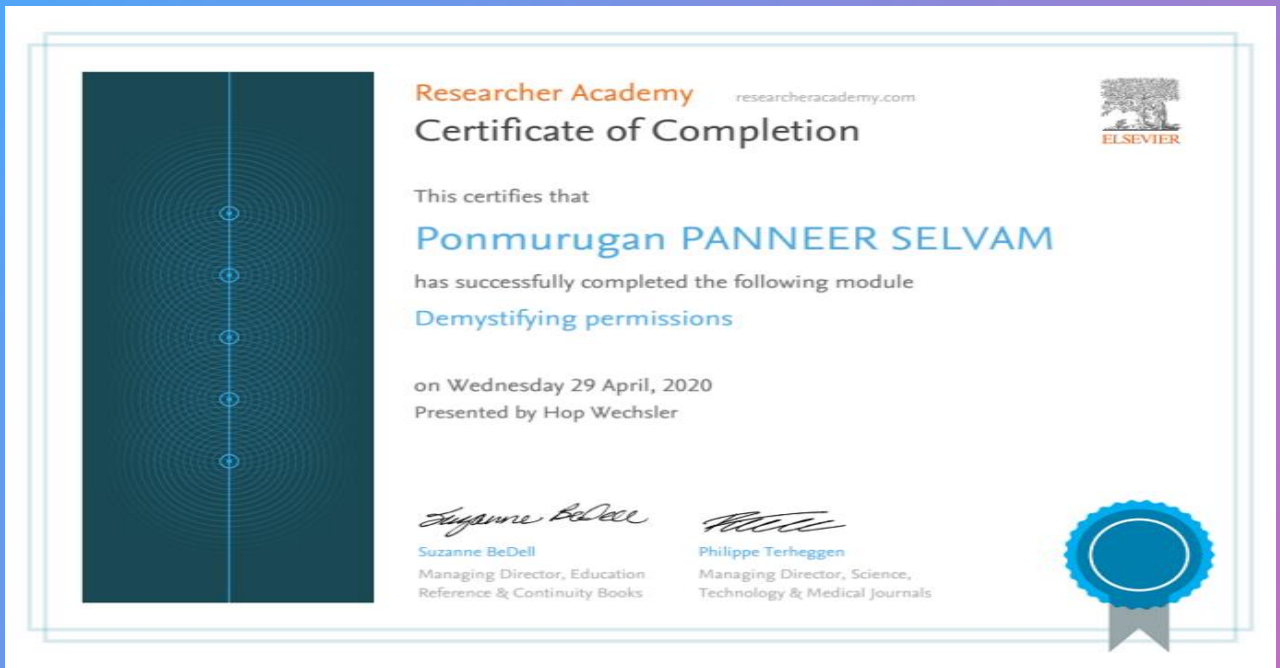 Researcher Academy researcheracademy.com
Certificate of Completion
ELSEVIER
This certifies that
Ponmurugan PANNEER SELVAM
has successfully completed the following module
Demystifying permissions
on Wednesday 29 April, 2020
Presented by Hop Wechsler
Suzanne BeDell
Suzanne BeDell
Managing Director, Education
Reference & Continuity Books
Philippe Terheggen
Managing Director, Science,
Technology & Medical Journals